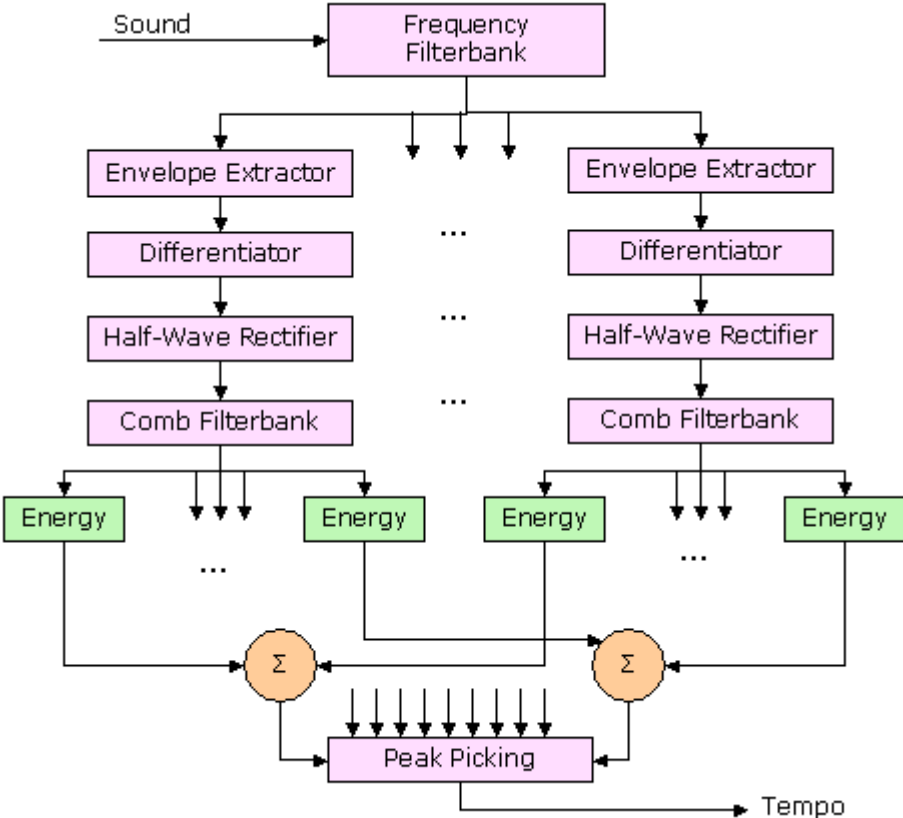 Sound
Frequency
Filterbank
Envelope Extractor
Envelope Extractor
...
Differentiator
Differentiator
...
Half-Wave Rectifier
Half-Wave Rectifier
...
Comb Filterbank
Comb Filterbank
Energy
Energy
Energy
Energy
...
...
Σ
Σ
Peak Picking
Tempo